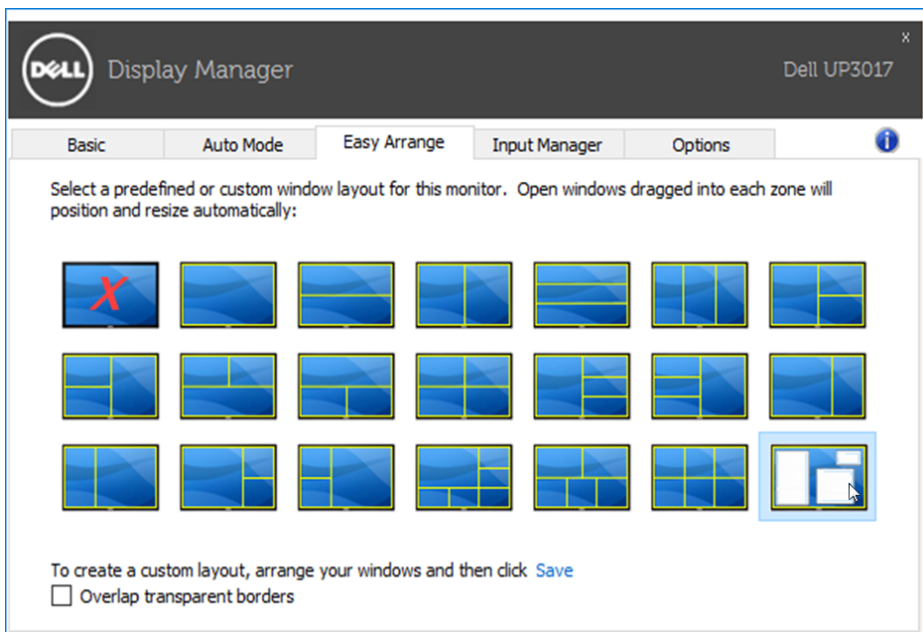 x
DELL Display Manager Dell UP3017
Basic Auto Mode Easy Arrange Input Manager Options i
Select a predefined or custom window layout for this monitor. Open windows dragged into each zone will
position and resize automatically:
X
To create a custom layout, arrange your windows and then click Save
Overlap transparent borders